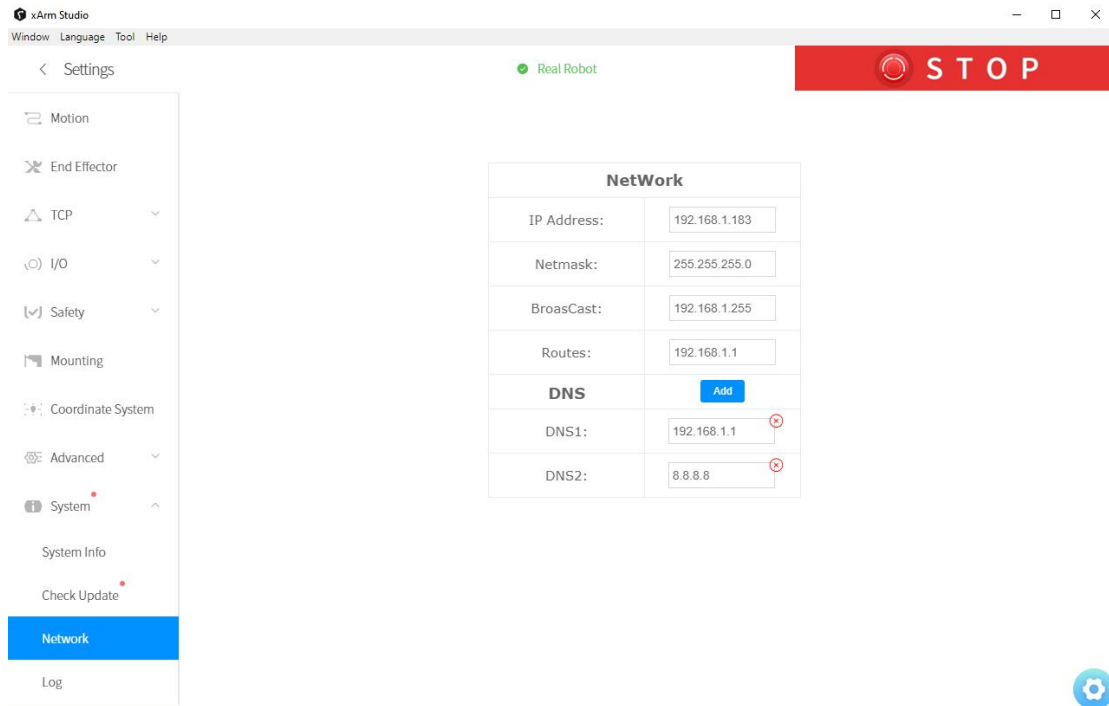 xArm Studio
Window Language Tool Help
Settings
Real Robot
STOP
Motion
End Effector
TCP
I/O
Safety
Mounting
Coordinate System
Advanced
System
System Info
Check Update
Network
Log
NetWork
IP Address: 192.168.1.183
Netmask: 255.255.255.0
BroasCast: 192.168.1.255
Routes: 192.168.1.1
DNS Add
DNS1: 192.168.1.1
DNS2: 8.8.8.8